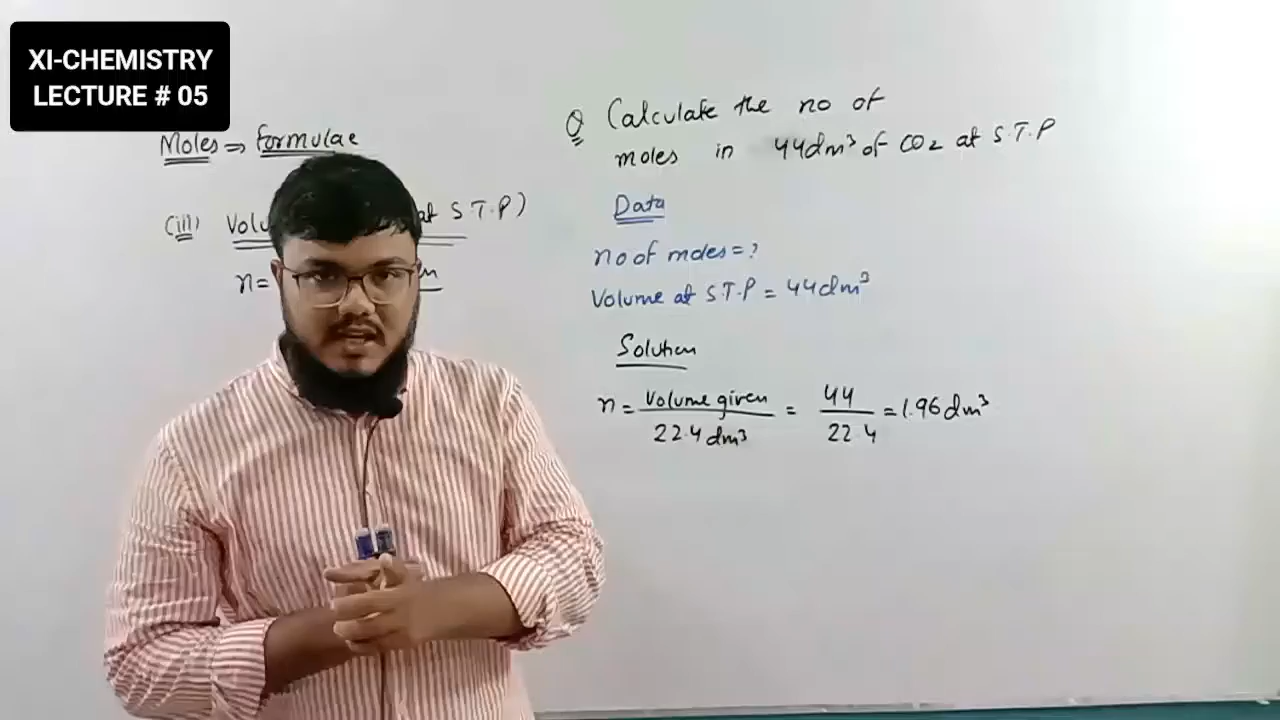 XI-CHEMISTRY
LECTURE # 05
Moles ⇒ formulae
(iii) at S.T.P)
n=
Q Calculate the no of
moles in 44dm³ of CO₂ at S.T.P
Data
no of moles = ?
Volume at S.T.P = 44dm³
Solution
n = Volume given / 22.4 dm³ = 44 / 22.4 = 1.96 dm³